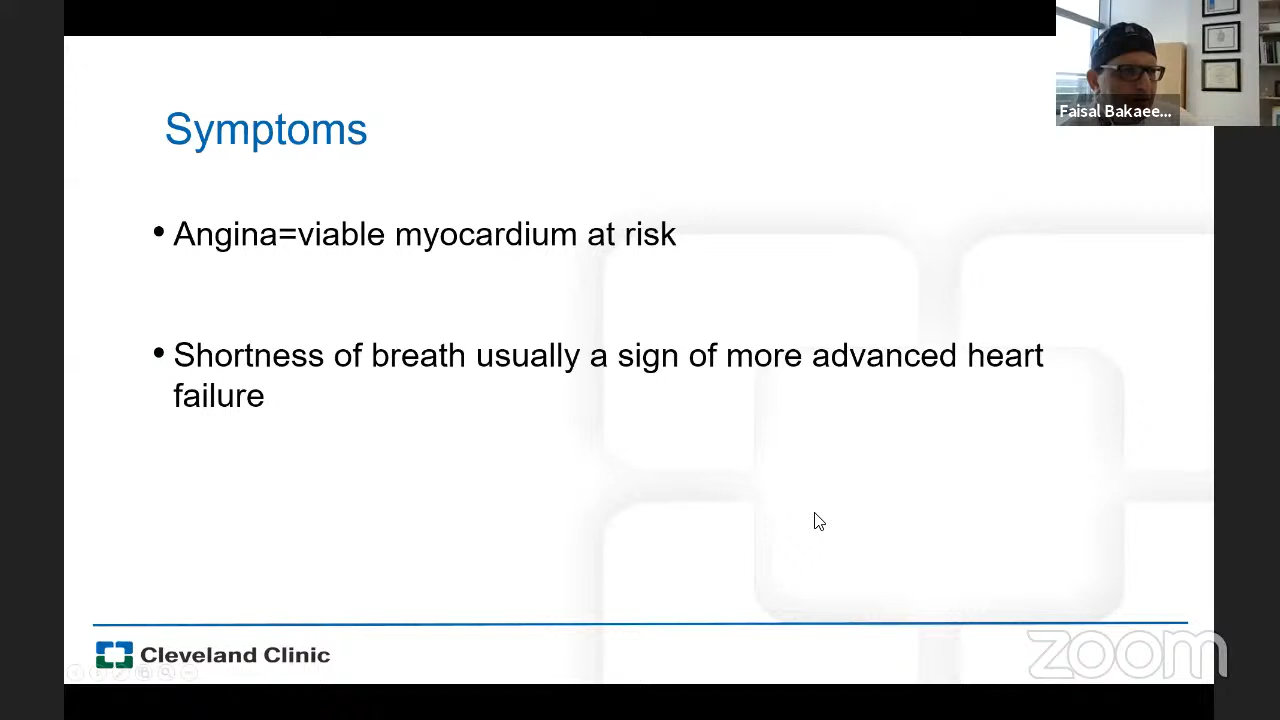 Faisal Bakaee...
Symptoms
• Angina=viable myocardium at risk
• Shortness of breath usually a sign of more advanced heart
failure
Cleveland Clinic
zoom